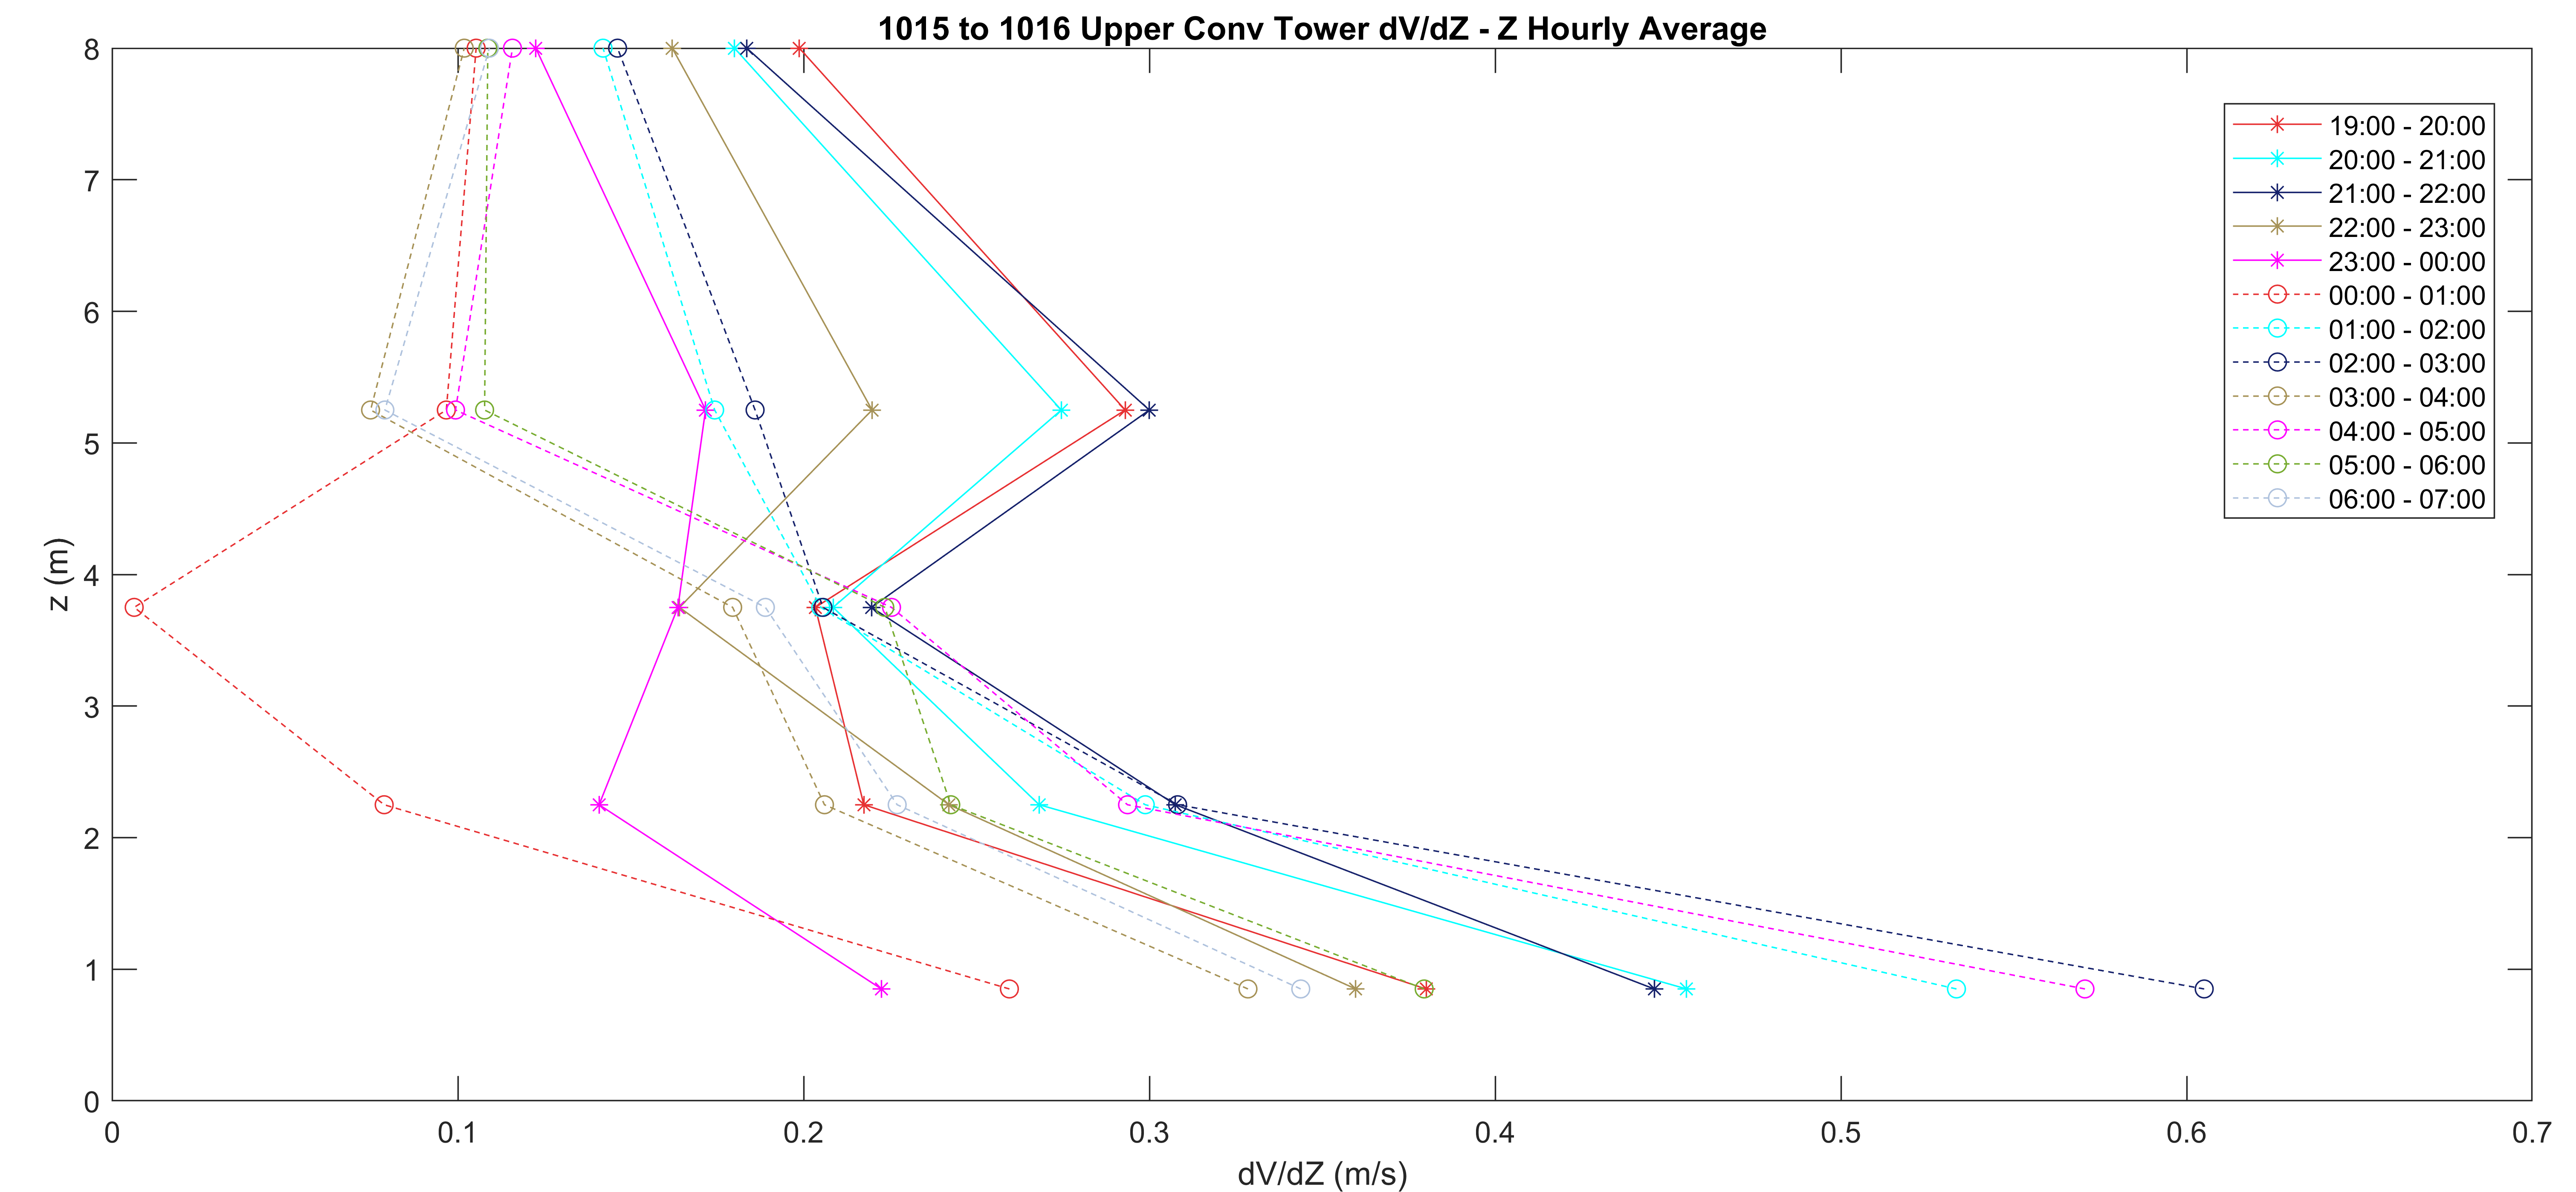 1015 to 1016 Upper Conv Tower dV/dZ - Z Hourly Average
8
7
6
5
4
3
2
1
0
z (m)
19:00 - 20:00
20:00 - 21:00
21:00 - 22:00
22:00 - 23:00
23:00 - 00:00
00:00 - 01:00
01:00 - 02:00
02:00 - 03:00
03:00 - 04:00
04:00 - 05:00
05:00 - 06:00
06:00 - 07:00
0 0.1 0.2 0.3 0.4 0.5 0.6 0.7
dV/dZ (m/s)